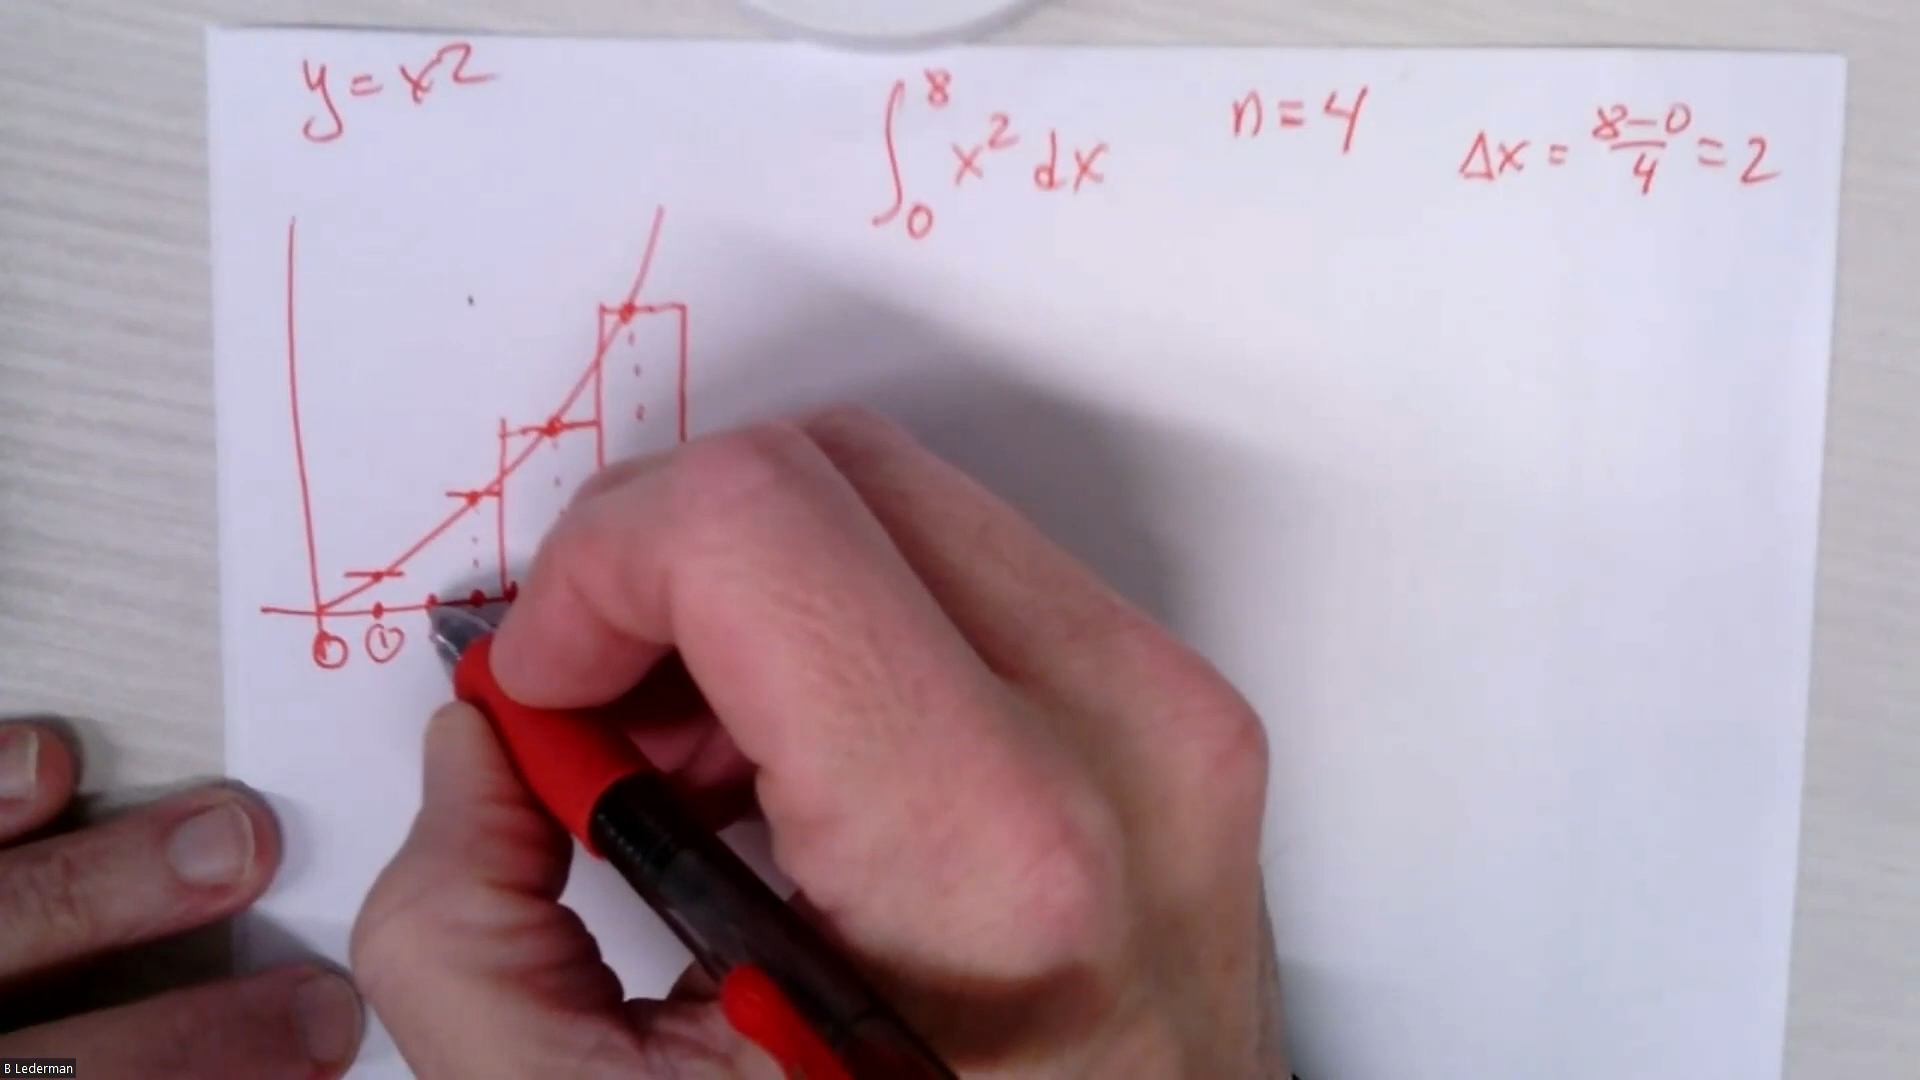 y = x²
∫₀⁸ x² dx
n = 4
Δx = (8-0)/4 = 2
0 1
B Lederman